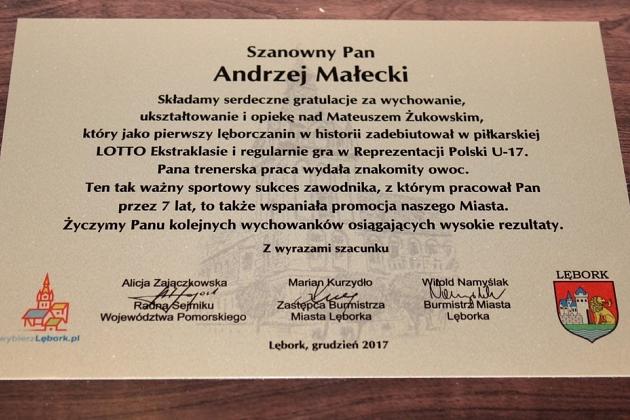 Szanowny Pan
Andrzej Małecki
Składamy serdeczne gratulacje za wychowanie,
ukształtowanie i opiekę nad Mateuszem Żukowskim,
który jako pierwszy lęborczanin w historii zadebiutował w piłkarskiej
LOTTO Ekstraklasie i regularnie gra w Reprezentacji Polski U-17.
Pana trenerska praca wydała znakomity owoc.
Ten tak ważny sportowy sukces zawodnika, z którym pracował Pan
przez 7 lat, to także wspaniała promocja naszego Miasta.
Życzymy Panu kolejnych wychowanków osiągających wysokie rezultaty.
Z wyrazami szacunku
Alicja Zajączkowska
Radna Sejmiku
Województwa Pomorskiego
Marian Kurzydło
Zastępca Burmistrza
Miasta Lęborka
Witold Namyślak
Burmistrz Miasta
Lęborka
LĘBORK
wybierzLębork.pl
Lębork, grudzień 2017